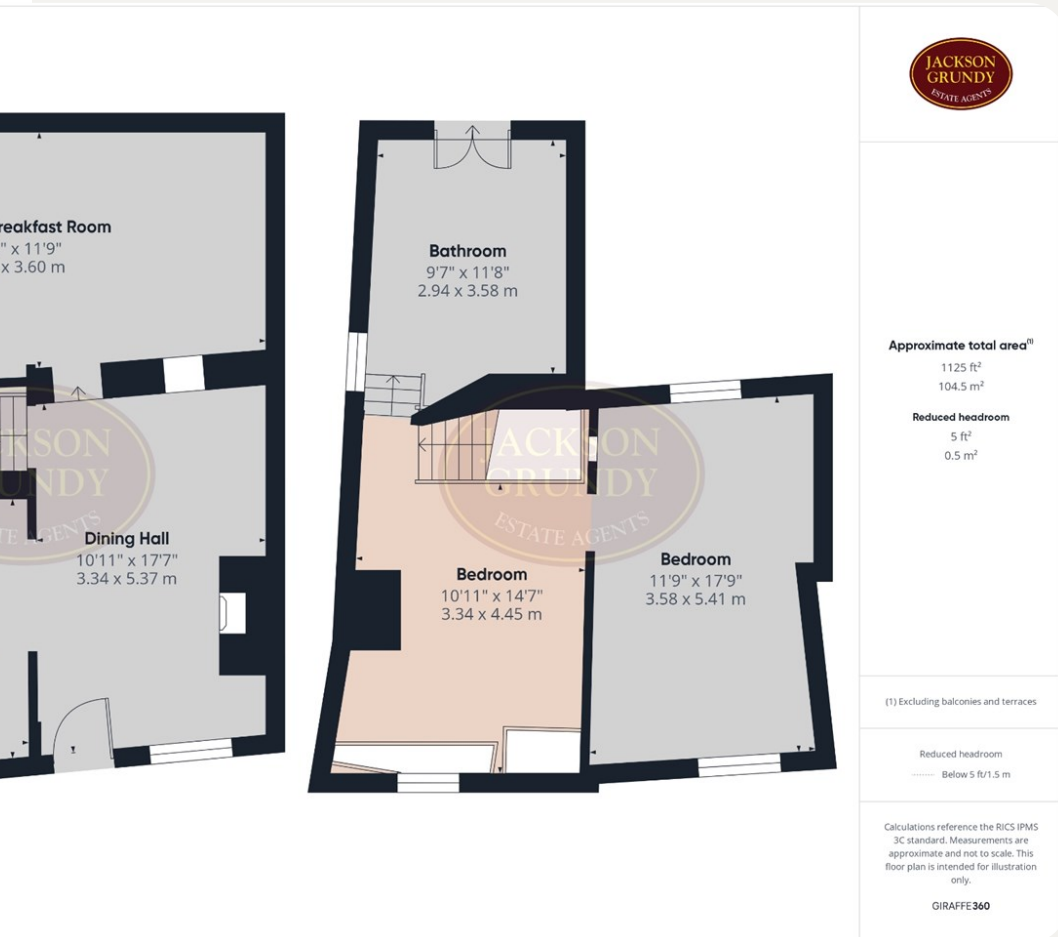 reakfast Room
" x 11'9"
x 3.60 m
Dining Hall
10'11" x 17'7"
3.34 x 5.37 m
KSON
UNDY
TE AGENTS
Bathroom
9'7" x 11'8"
2.94 x 3.58 m
JACKSON
GRUNDY
ESTATE AGENTS
Bedroom
10'11" x 14'7"
3.34 x 4.45 m
Bedroom
11'9" x 17'9"
3.58 x 5.41 m
JACKSON
GRUNDY
ESTATE AGENTS
Approximate total area(1)
1125 ft²
104.5 m²
Reduced headroom
5 ft²
0.5 m²
(1) Excluding balconies and terraces
Reduced headroom
Below 5 ft/1.5 m
Calculations reference the RICS IPMS
3C standard. Measurements are
approximate and not to scale. This
floor plan is intended for illustration
only.
GIRAFFE360